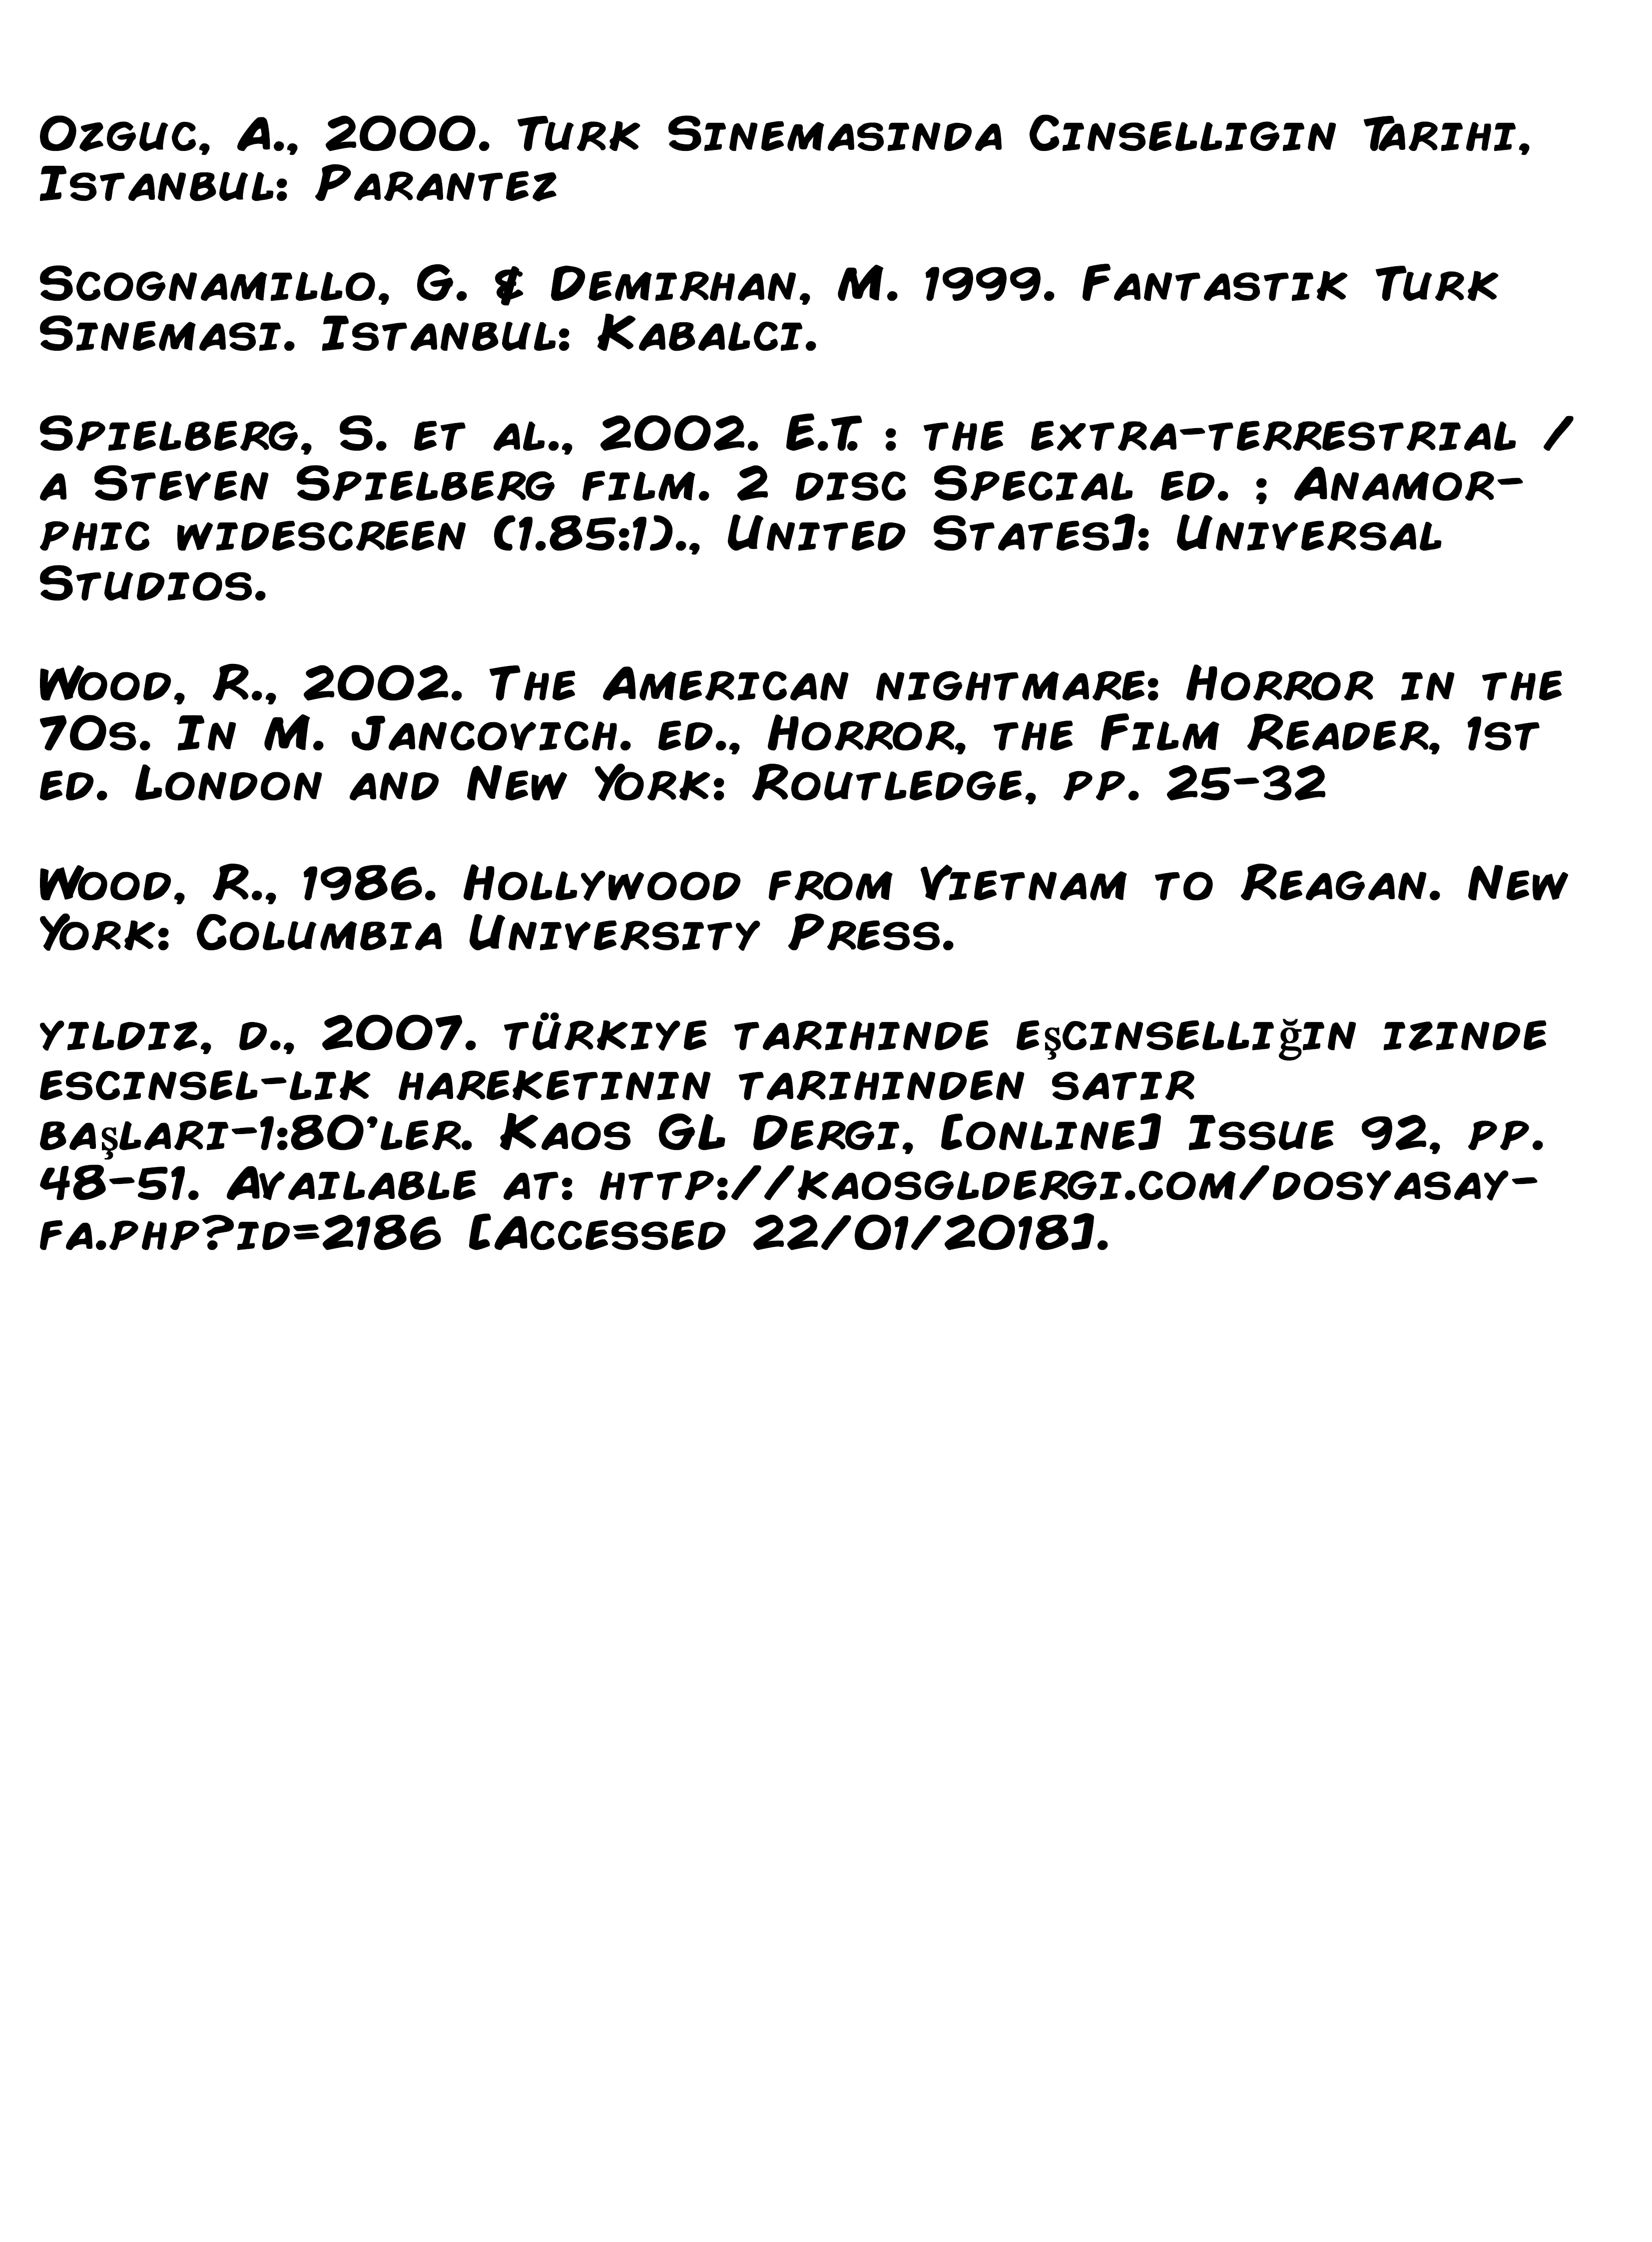 Ozguc, A., 2000. Turk Sinemasinda Cinselligin Tarihi,
Istanbul: Parantez
Scognamillo, G. & Demirhan, M. 1999. Fantastik Turk
Sinemasi. Istanbul: Kabalci.
Spielberg, S. et al., 2002. E.T. : the extra-terrestrial /
a Steven Spielberg film. 2 disc Special ed. ; Anamor-
phic widescreen (1.85:1)., United States]: Universal
Studios.
Wood, R., 2002. The American nightmare: Horror in the
70s. In M. Jancovich. ed., Horror, the Film Reader, 1st
ed. London and New York: Routledge, pp. 25-32
Wood, R., 1986. Hollywood from Vietnam to Reagan. New
York: Columbia University Press.
yildiz, d., 2007. türkiye tarihinde eşcinselliğin izinde
escinsel-lik hareketinin tarihinden satir
başlari-1:80'ler. Kaos GL Dergi, [online] Issue 92, pp.
48-51. Available at: http://kaosgldergi.com/dosyasay-
fa.php?id=2186 [Accessed 22/01/2018].